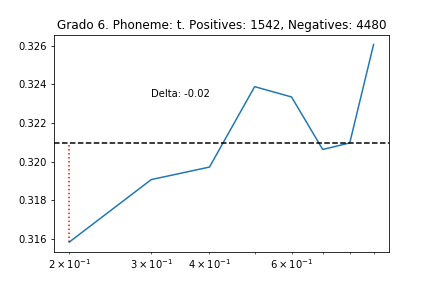 Grado 6. Phoneme: t. Positives: 1542, Negatives: 4480
0.326
0.324
Delta: -0.02
0.322
0.320
0.318
0.316
2 × 10⁻¹ 3 × 10⁻¹ 4 × 10⁻¹ 6 × 10⁻¹